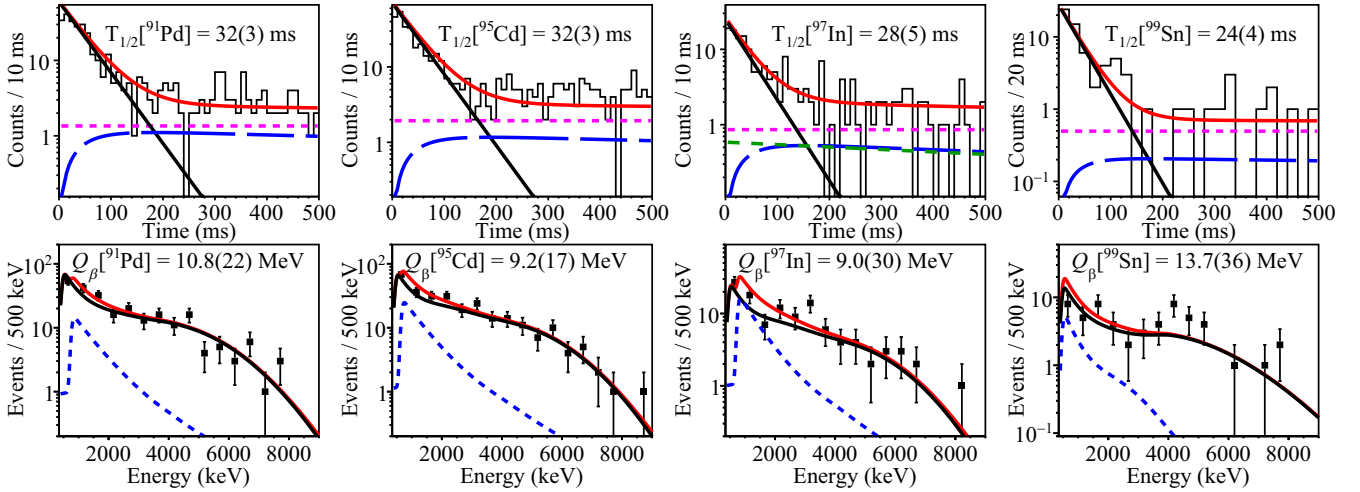 T1/2[91Pd] = 32(3) ms
Counts / 10 ms
10
1
0 100 200 300 400 500
Time (ms)
T1/2[95Cd] = 32(3) ms
Counts / 10 ms
10
1
0 100 200 300 400 500
Time (ms)
T1/2[97In] = 28(5) ms
Counts / 10 ms
10
1
0 100 200 300 400 500
Time (ms)
T1/2[99Sn] = 24(4) ms
Counts / 20 ms
10
1
10−1
0 100 200 300 400 500
Time (ms)
Qβ[91Pd] = 10.8(22) MeV
Events / 500 keV
102
10
1
2000 4000 6000 8000
Energy (keV)
Qβ[95Cd] = 9.2(17) MeV
Events / 500 keV
102
10
1
2000 4000 6000 8000
Energy (keV)
Qβ[97In] = 9.0(30) MeV
Events / 500 keV
10
1
2000 4000 6000 8000
Energy (keV)
Qβ[99Sn] = 13.7(36) MeV
Events / 500 keV
10
1
10−1
2000 4000 6000 8000
Energy (keV)